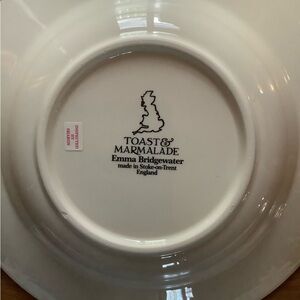 TOAST &
MARMALADE
Emma Bridgewater
made in Stoke-on-Trent
England